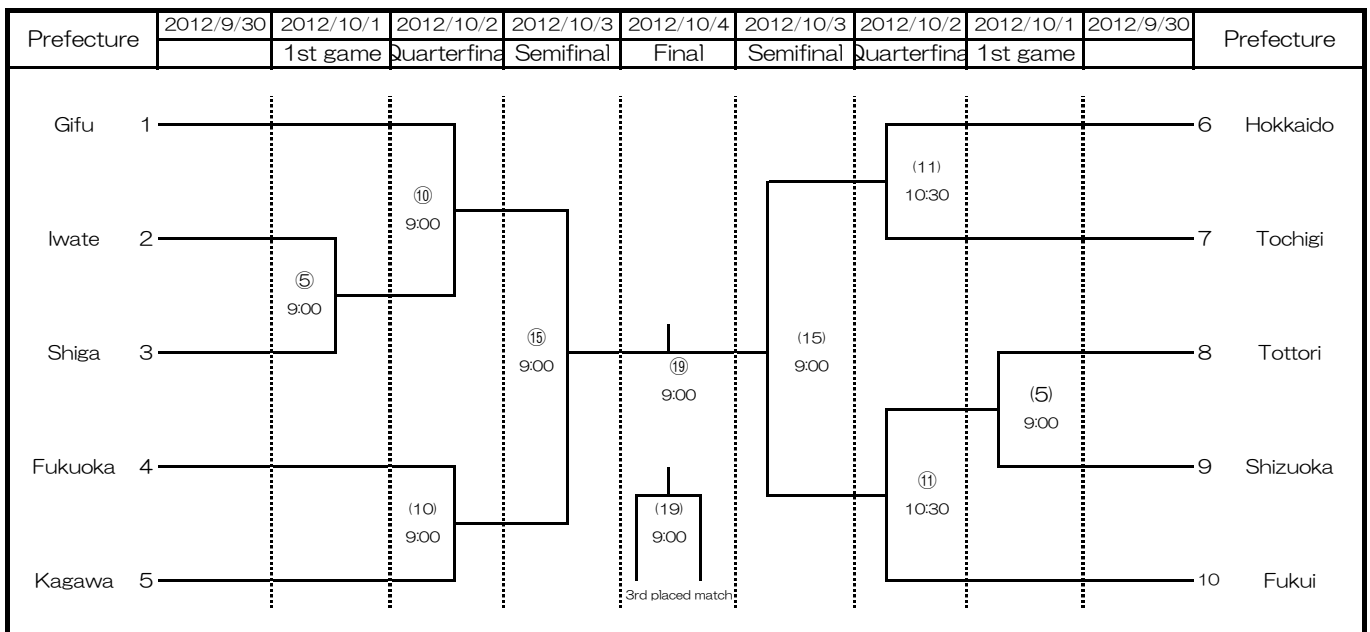 Prefecture 2012/9/30 2012/10/1 2012/10/2 2012/10/3 2012/10/4 2012/10/3 2012/10/2 2012/10/1 2012/9/30 Prefecture
1st game Quarterfina Semifinal Final Semifinal Quarterfina 1st game
Gifu 1 6 Hokkaido
(11)
10:30
⑩
9:00
Iwate 2 7 Tochigi
⑤
9:00
Shiga 3 8 Tottori
⑮ (15)
9:00 9:00
⑲
9:00
(5)
9:00
Fukuoka 4 9 Shizuoka
(10) (19) ⑪
9:00 9:00 10:30
Kagawa 5 10 Fukui
3rd placed match